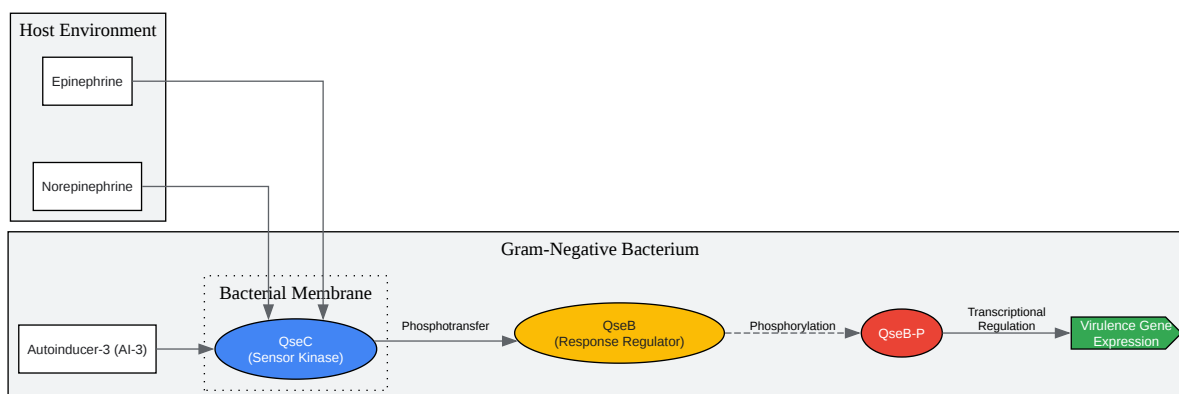 Host Environment
Epinephrine
Norepinephrine
Gram-Negative Bacterium
Bacterial Membrane
Autoinducer-3 (AI-3)
QseC
(Sensor Kinase)
Phosphotransfer
QseB
(Response Regulator)
Phosphorylation
QseB-P
Transcriptional
Regulation
Virulence Gene
Expression